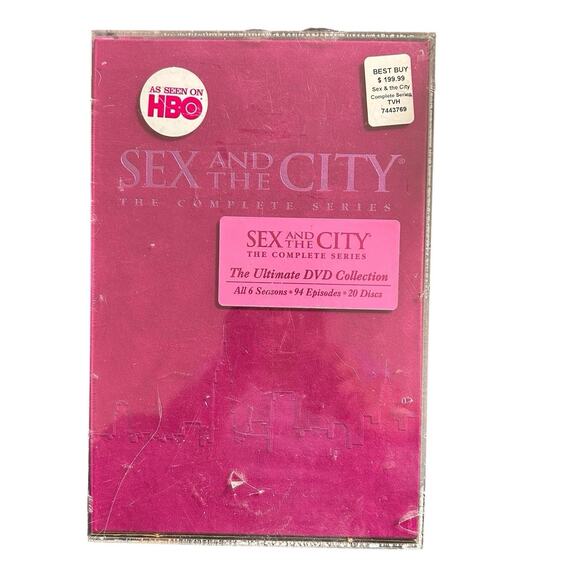 AS SEEN ON
HBO
BEST BUY
$ 199.99
Sex & the City
Complete Series
TVH
7443769
SEX AND THE CITY®
THE COMPLETE SERIES
SEX AND THE CITY
THE COMPLETE SERIES
The Ultimate DVD Collection
All 6 Seasons • 94 Episodes • 20 Discs